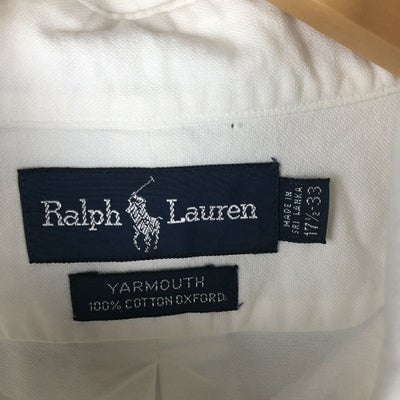 Ralph Lauren
MADE IN
SRI LANKA
17½-33
YARMOUTH
100% COTTON OXFORD